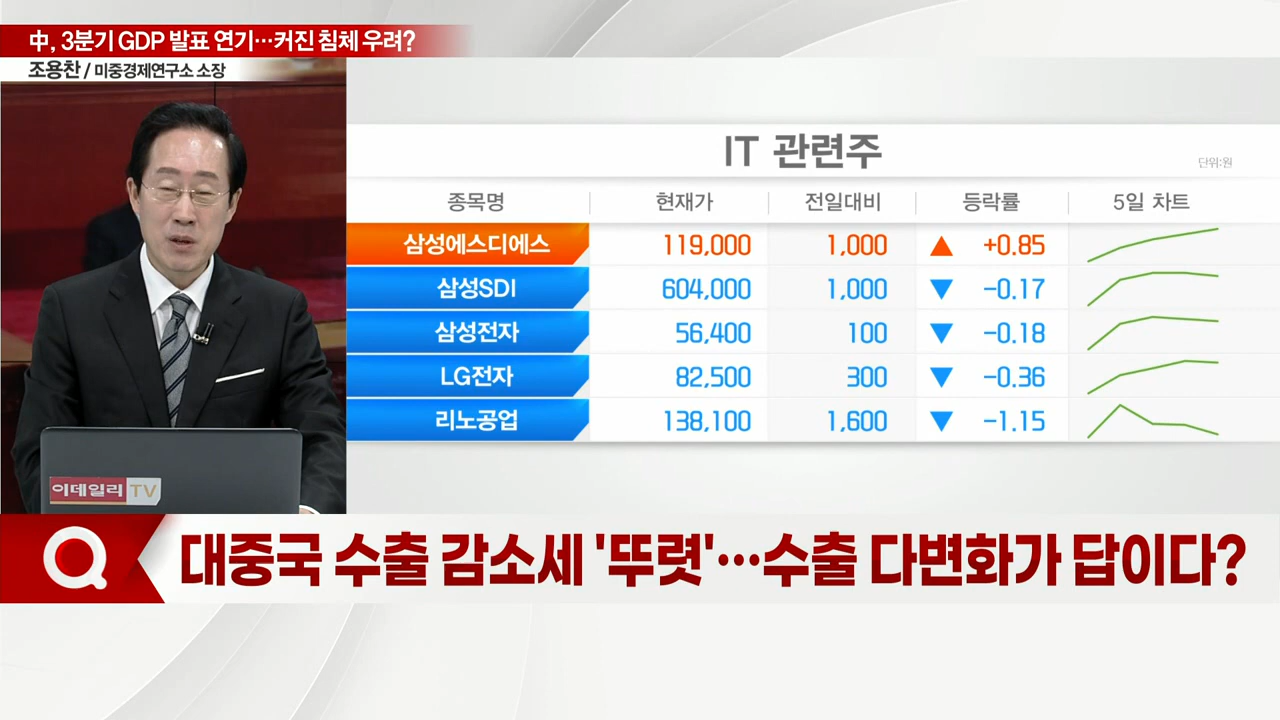 中, 3분기 GDP 발표 연기…커진 침체 우려?
조용찬 / 미중경제연구소 소장
IT 관련주
단위:원
종목명 현재가 전일대비 등락률 5일 차트
삼성에스디에스 119,000 1,000 ▲ +0.85
삼성SDI 604,000 1,000 ▼ -0.17
삼성전자 56,400 100 ▼ -0.18
LG전자 82,500 300 ▼ -0.36
리노공업 138,100 1,600 ▼ -1.15
이데일리 TV
Q 대중국 수출 감소세 '뚜렷'…수출 다변화가 답이다?